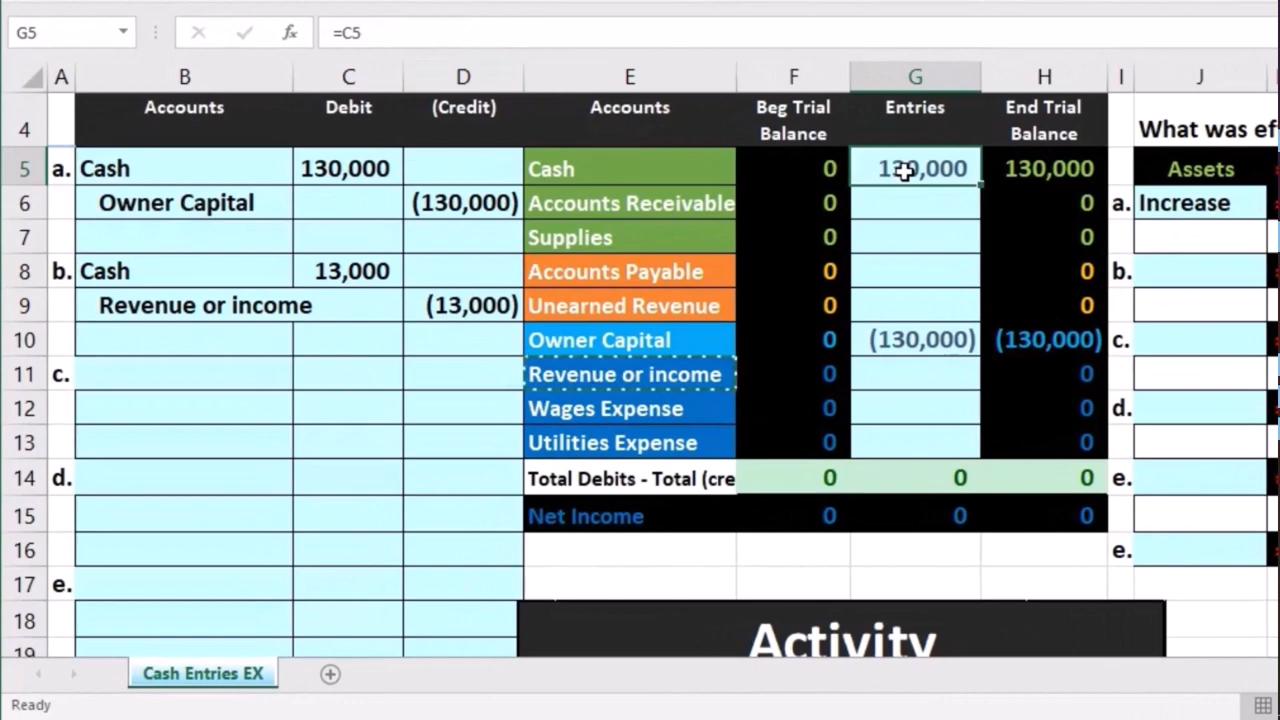 G5 fx =C5
A B C D E F G H I J
4 Accounts Debit (Credit) Accounts Beg Trial Balance Entries End Trial Balance What was ef
5 a. Cash 130,000 Cash 0 130,000 130,000 Assets
6 Owner Capital (130,000) Accounts Receivable 0 0 a. Increase
7 Supplies 0 0
8 b. Cash 13,000 Accounts Payable 0 0 b.
9 Revenue or income (13,000) Unearned Revenue 0 0
10 Owner Capital 0 (130,000) (130,000) c.
11 c. Revenue or income 0 0
12 Wages Expense 0 0 d.
13 Utilities Expense 0 0
14 d. Total Debits - Total (cre 0 0 0 e.
15 Net Income 0 0 0
16 e.
17 e.
18 Activity
19
Cash Entries EX
Ready